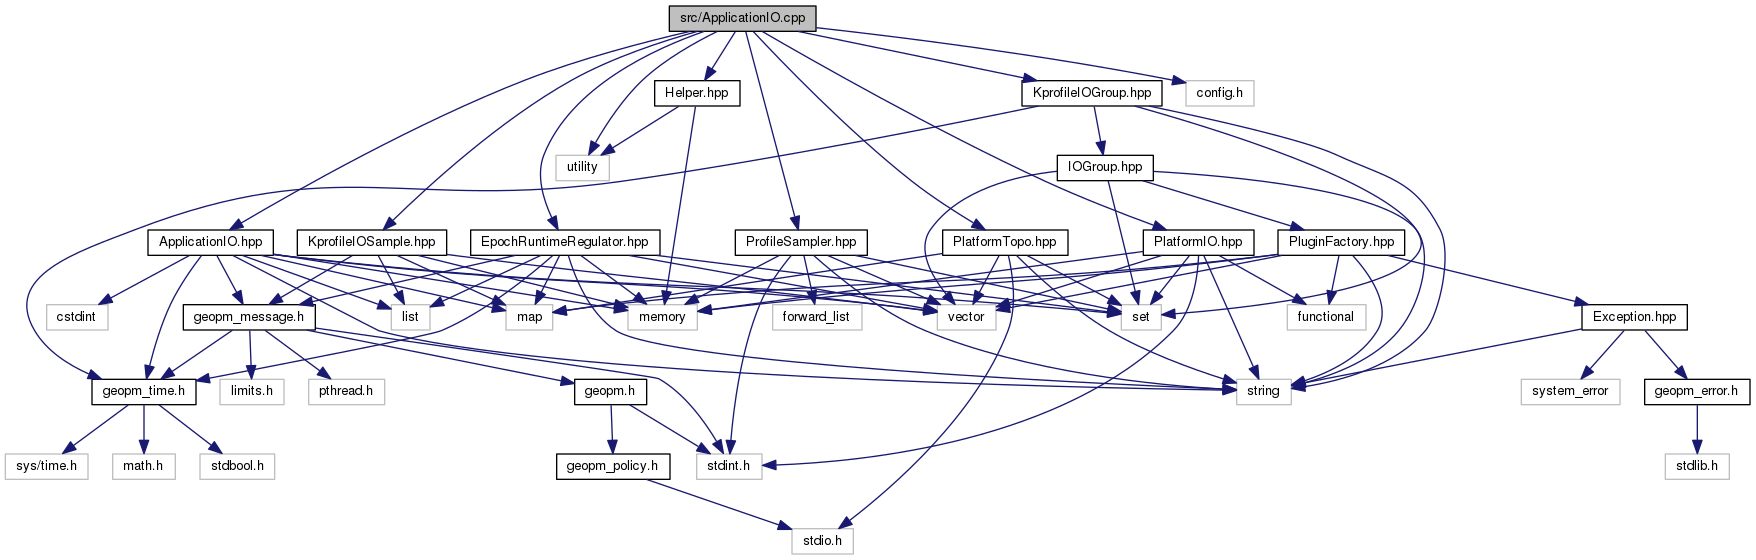 src/ApplicationIO.cpp
Helper.hpp
KprofileIOGroup.hpp
config.h
utility
IOGroup.hpp
ApplicationIO.hpp
KprofileIOSample.hpp
EpochRuntimeRegulator.hpp
ProfileSampler.hpp
PlatformTopo.hpp
PlatformIO.hpp
PluginFactory.hpp
cstdint
geopm_message.h
list
map
memory
forward_list
vector
set
functional
Exception.hpp
geopm_time.h
limits.h
pthread.h
geopm.h
string
system_error
geopm_error.h
sys/time.h
math.h
stdbool.h
geopm_policy.h
stdint.h
stdlib.h
stdio.h